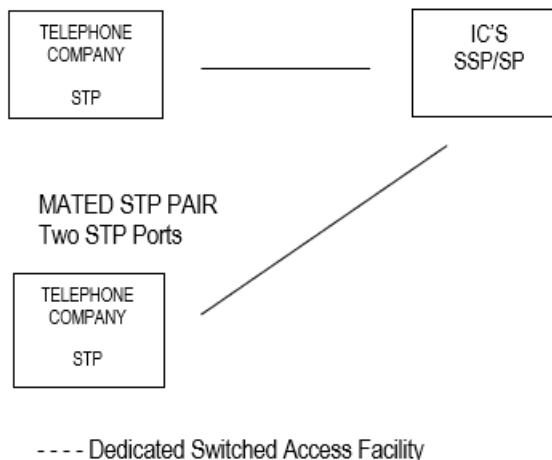 TELEPHONE
COMPANY
STP
IC'S
SSP/SP
MATED STP PAIR
Two STP Ports
TELEPHONE
COMPANY
STP
- - - - Dedicated Switched Access Facility